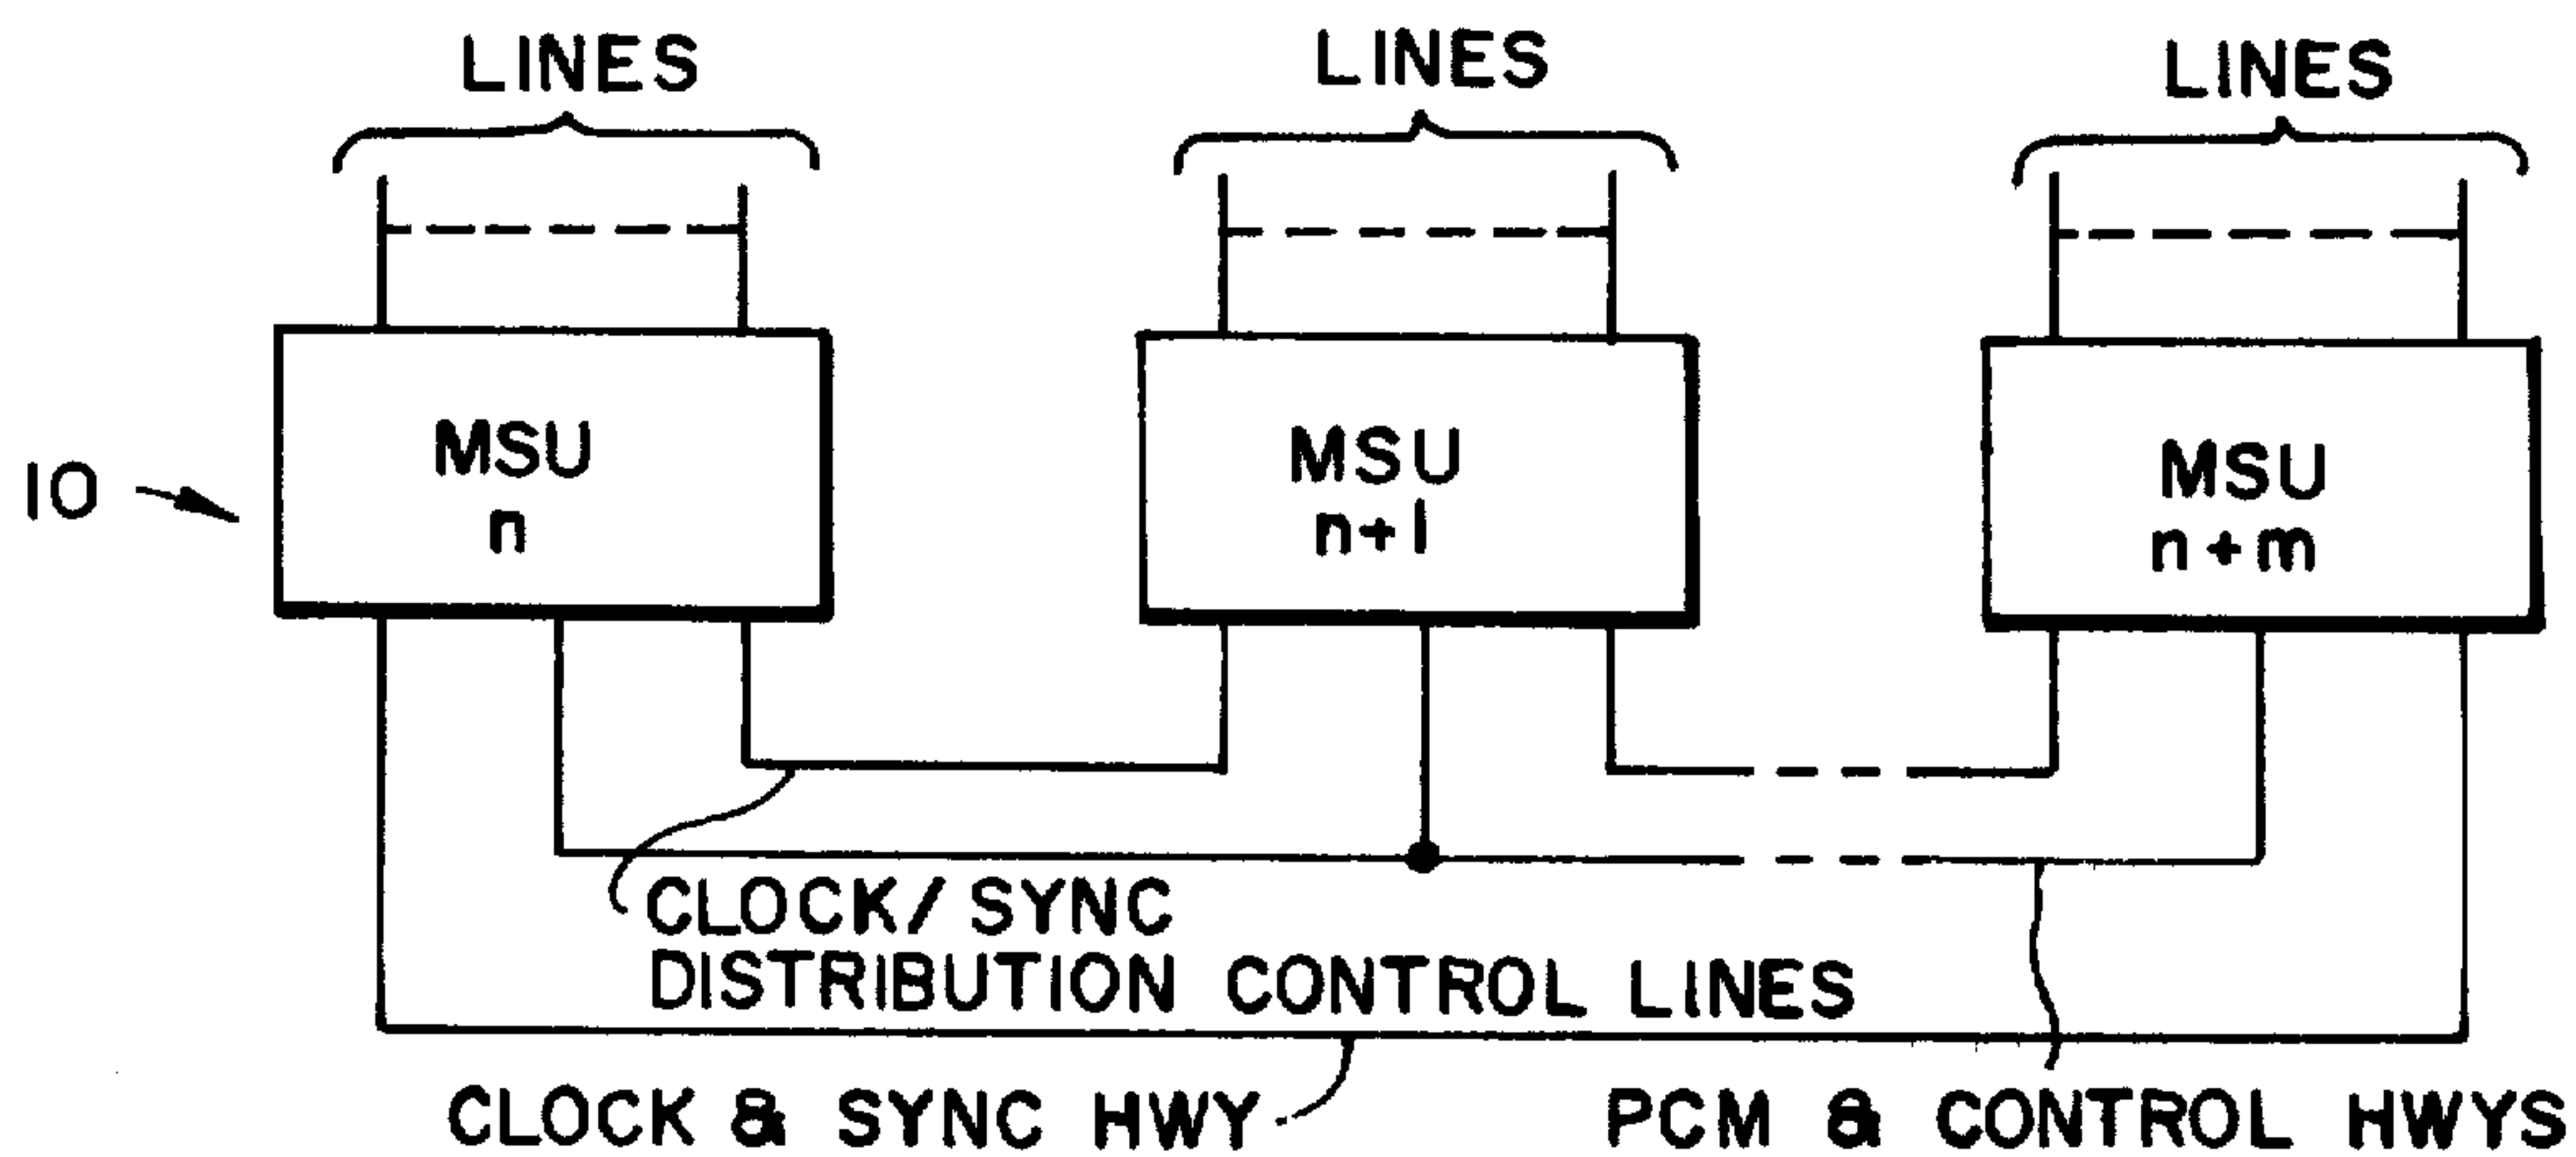 LINES
LINES
LINES
10
MSU
n
MSU
n+1
MSU
n+m
CLOCK/SYNC
DISTRIBUTION CONTROL LINES
CLOCK & SYNC HWY
PCM & CONTROL HWYS